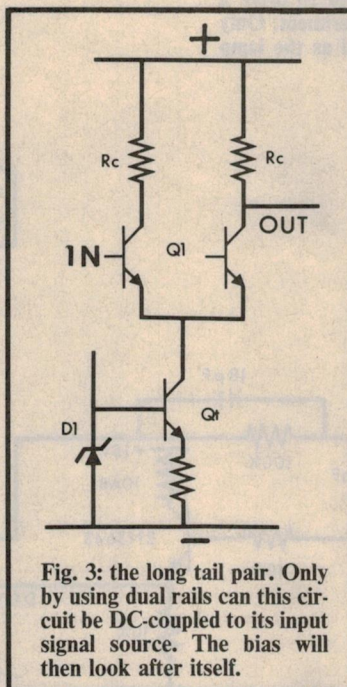 +
Rc
Rc
OUT
1N
Q1
D1
Qt
−
Fig. 3: the long tail pair. Only
by using dual rails can this cir-
cuit be DC-coupled to its input
signal source. The bias will
then look after itself.